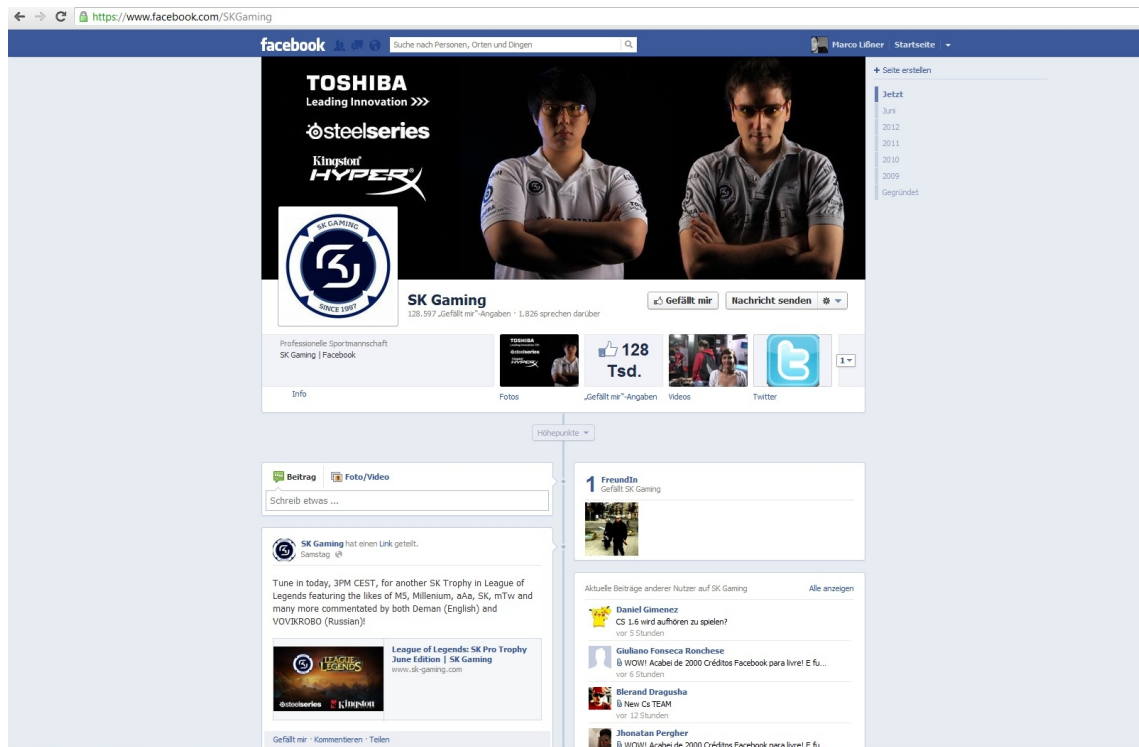 https://www.facebook.com/SKGaming
facebook
Suche nach Personen, Orten und Dingen
Marco Lißner
Startseite
+ Seite erstellen
Jetzt
Juni
2012
2011
2010
2009
Gegründet
TOSHIBA
Leading Innovation >>>
steelseries
Kingston
HYPERX
SK GAMING
SINCE 1997
SK Gaming
128.597 „Gefällt mir“-Angaben · 1.826 sprechen darüber
Gefällt mir
Nachricht senden
Professionelle Sportmannschaft
SK Gaming | Facebook
Info
128
Tsd.
1
Fotos
„Gefällt mir“-Angaben
Videos
Twitter
Höhepunkte
Beitrag
Foto/Video
Schreib etwas ...
1 FreundIn
Gefällt SK Gaming
SK Gaming hat einen Link geteilt.
Samstag
Tune in today, 3PM CEST, for another SK Trophy in League of
Legends featuring the likes of M5, Millenium, aAa, SK, mTw and
many more commentated by both Deman (English) and
VOVIKROBO (Russian)!
LEAGUE of LEGENDS
steelseries
Kingston
League of Legends: SK Pro Trophy
June Edition | SK Gaming
www.sk-gaming.com
Gefällt mir · Kommentieren · Teilen
Aktuelle Beiträge anderer Nutzer auf SK Gaming
Alle anzeigen
Daniel Gimenez
CS 1.6 wird aufhören zu spielen?
vor 5 Stunden
Giuliano Fonseca Ronchese
WOW! Acabei de 2000 Créditos Facebook para livre! E fu...
vor 6 Stunden
Blerand Dragusha
New Cs TEAM
vor 12 Stunden
Jhonatan Pergher
WOW! Acabei de 2000 Créditos Facebook para livre! E fu...